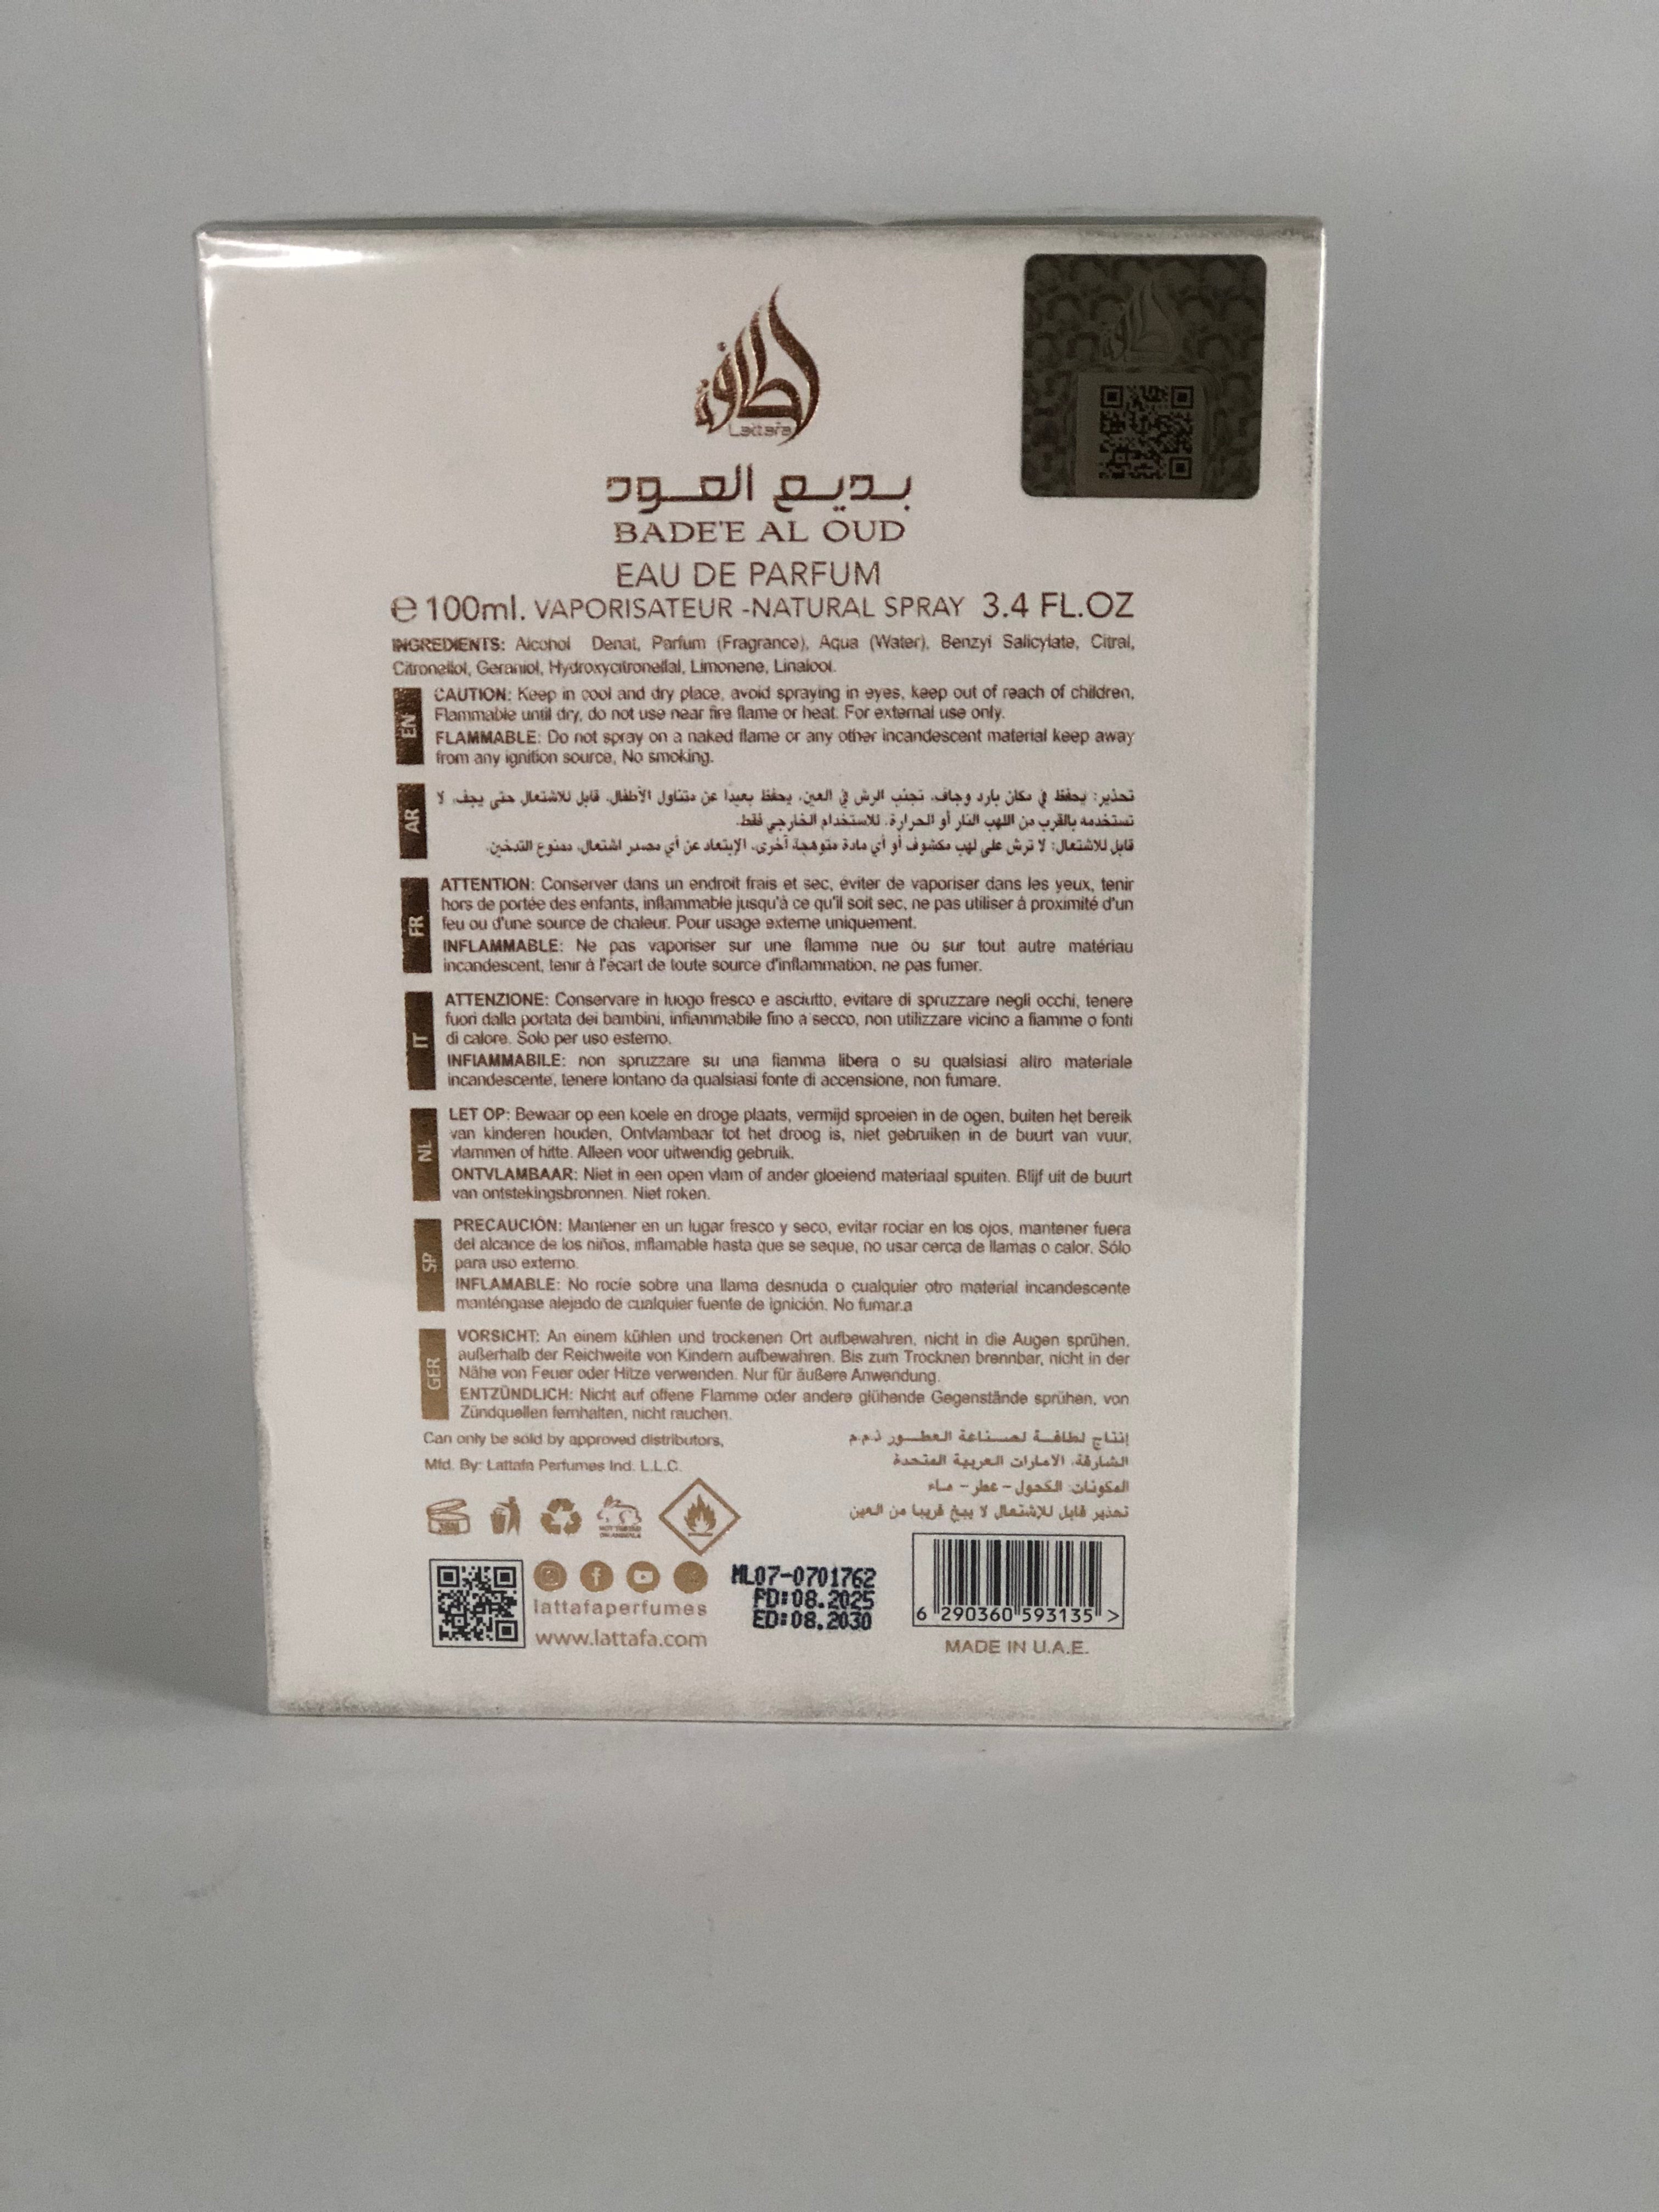 لطافة
Lattafa
بديع العود
BADE'E AL OUD
EAU DE PARFUM
℮ 100ml. VAPORISATEUR -NATURAL SPRAY 3.4 FL.OZ
INGREDIENTS: Alcohol Denat, Parfum (Fragrance), Aqua (Water), Benzyl Salicylate, Citral,
Citronellol, Geraniol, Hydroxycitronellal, Limonene, Linalool.
EN
CAUTION: Keep in cool and dry place, avoid spraying in eyes, keep out of reach of children,
Flammable until dry, do not use near fire flame or heat. For external use only.
FLAMMABLE: Do not spray on a naked flame or any other incandescent material keep away
from any ignition source, No smoking.
AR
تحذير: يحفظ في مكان بارد وجاف، تجنب الرش في العين، يحفظ بعيداً عن متناول الأطفال، قابل للاشتعال حتى يجف، لا
تستخدمه بالقرب من اللهب النار أو الحرارة. للاستخدام الخارجي فقط.
قابل للاشتعال: لا ترش على لهب مكشوف أو أي مادة متوهجة أخرى، الإبتعاد عن أي مصدر اشتعال، ممنوع التدخين.
FR
ATTENTION: Conserver dans un endroit frais et sec, éviter de vaporiser dans les yeux, tenir
hors de portée des enfants, inflammable jusqu'à ce qu'il soit sec, ne pas utiliser à proximité d'un
feu ou d'une source de chaleur. Pour usage externe uniquement.
INFLAMMABLE: Ne pas vaporiser sur une flamme nue ou sur tout autre matériau
incandescent, tenir à l'écart de toute source d'inflammation, ne pas fumer.
IT
ATTENZIONE: Conservare in luogo fresco e asciutto, evitare di spruzzare negli occhi, tenere
fuori dalla portata dei bambini, infiammabile fino a secco, non utilizzare vicino a fiamme o fonti
di calore. Solo per uso esterno.
INFIAMMABILE: non spruzzare su una fiamma libera o su qualsiasi altro materiale
incandescente, tenere lontano da qualsiasi fonte di accensione, non fumare.
NL
LET OP: Bewaar op een koele en droge plaats, vermijd sproeien in de ogen, buiten het bereik
van kinderen houden, Ontvlambaar tot het droog is, niet gebruiken in de buurt van vuur,
vlammen of hitte. Alleen voor uitwendig gebruik.
ONTVLAMBAAR: Niet in een open vlam of ander gloeiend materiaal spuiten. Blijf uit de buurt
van ontstekingsbronnen. Niet roken.
SP
PRECAUCIÓN: Mantener en un lugar fresco y seco, evitar rociar en los ojos, mantener fuera
del alcance de los niños, inflamable hasta que se seque, no usar cerca de llamas o calor. Sólo
para uso externo.
INFLAMABLE: No rocíe sobre una llama desnuda o cualquier otro material incandescente
manténgase alejado de cualquier fuente de ignición. No fumar.a
GER
VORSICHT: An einem kühlen und trockenen Ort aufbewahren, nicht in die Augen sprühen,
außerhalb der Reichweite von Kindern aufbewahren. Bis zum Trocknen brennbar, nicht in der
Nähe von Feuer oder Hitze verwenden. Nur für äußere Anwendung.
ENTZÜNDLICH: Nicht auf offene Flamme oder andere glühende Gegenstände sprühen, von
Zündquellen fernhalten, nicht rauchen.
Can only be sold by approved distributors,
Mfd. By: Lattafa Perfumes Ind. L.L.C.
إنتاج لطافة لصناعة العطور ذ.م.م
الشارقة، الامارات العربية المتحدة
المكونات: الكحول - عطر - ماء
تحذير قابل للإشتعال لا يبخ قريبا من العين
NOT TESTED
ON ANIMALS
lattafaperfumes
www.lattafa.com
ML07-0701762
PD:08.2025
ED:08.2030
6 290360 593135 >
MADE IN U.A.E.